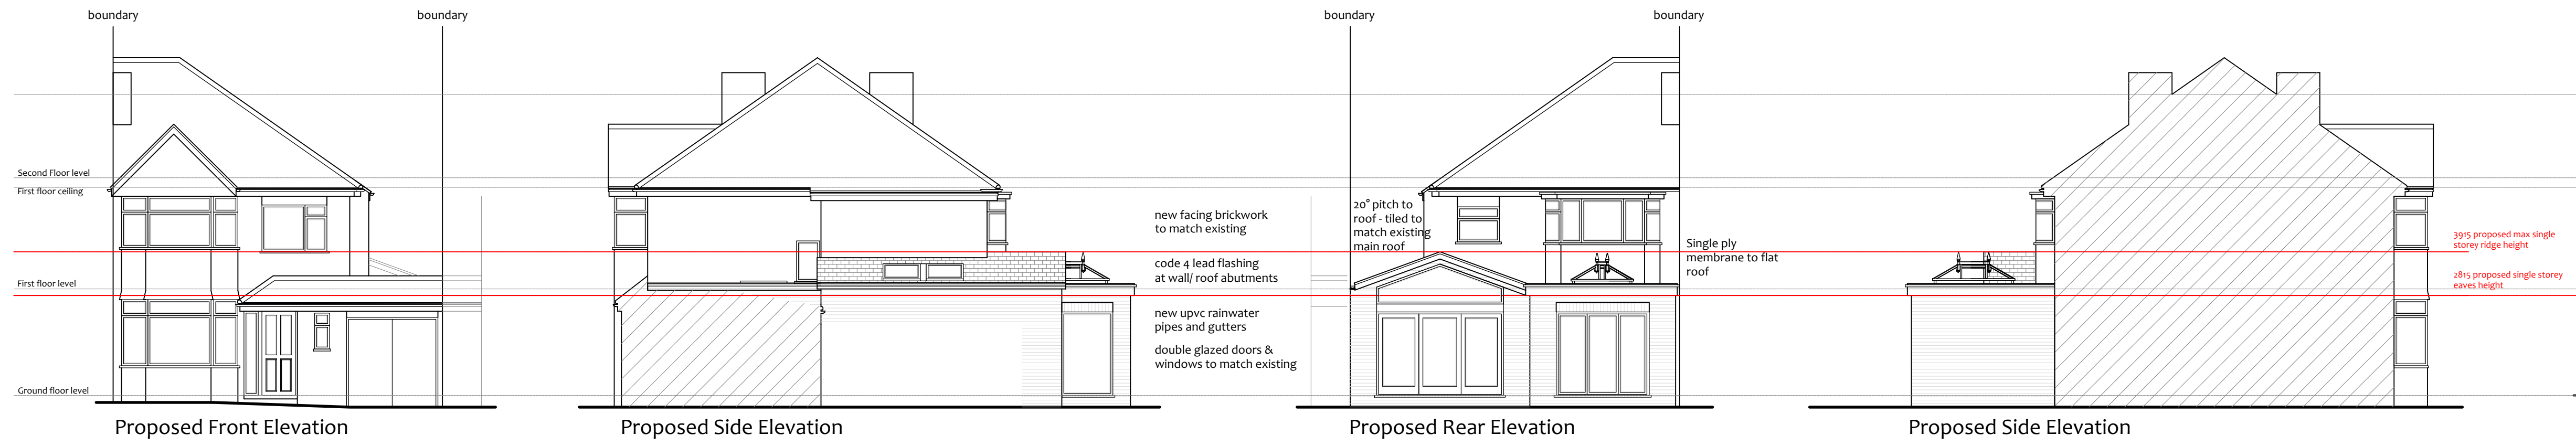 boundary
boundary
boundary
boundary
Second Floor level
First floor ceiling
First floor level
Ground floor level
new facing brickwork
to match existing
code 4 lead flashing
at wall/ roof abutments
new upvc rainwater
pipes and gutters
double glazed doors &
windows to match existing
20° pitch to
roof - tiled to
match existing
main roof
Single ply
membrane to flat
roof
3915 proposed max single
storey ridge height
2815 proposed single storey
eaves height
Proposed Front Elevation
Proposed Side Elevation
Proposed Rear Elevation
Proposed Side Elevation